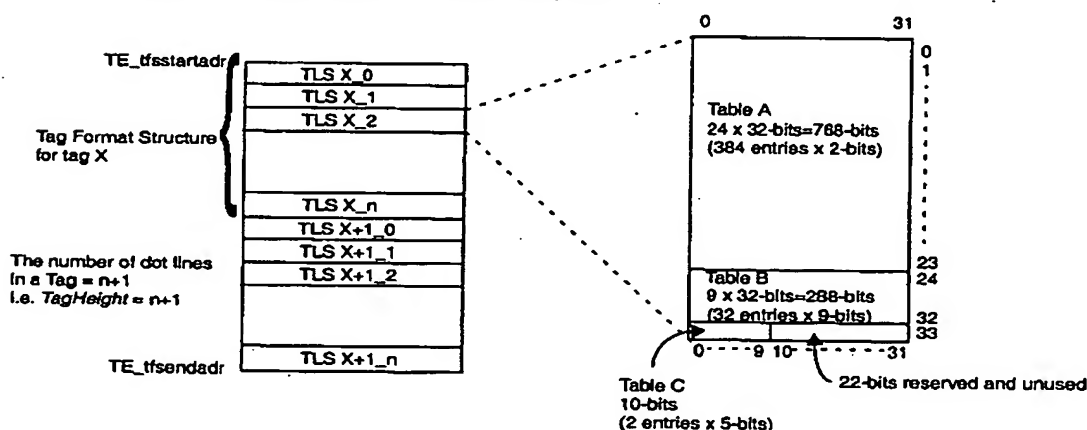 TE_tfsstartadr
TLS X_0
TLS X_1
TLS X_2
Tag Format Structure
for tag X
TLS X_n
TLS X+1_0
TLS X+1_1
TLS X+1_2
The number of dot lines
in a Tag = n+1
i.e. TagHeight = n+1
TE_tfsendadr
TLS X+1_n
0 31
0
1
Table A
24 x 32-bits=768-bits
(384 entries x 2-bits)
23
24
Table B
9 x 32-bits=288-bits
(32 entries x 9-bits)
32
33
0 9 10 31
Table C
10-bits
(2 entries x 5-bits)
22-bits reserved and unused